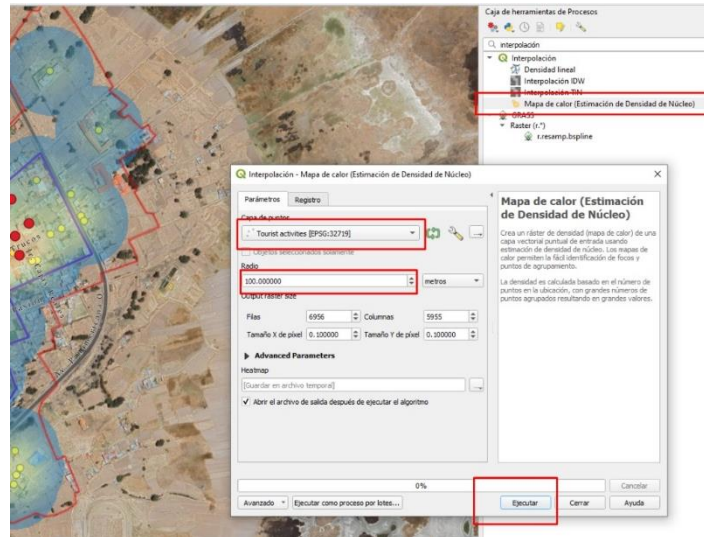 Caja de herramientas de Procesos
interpolación
Interpolación
Densidad lineal
Interpolación IDW
Interpolación TIN
Mapa de calor (Estimación de Densidad de Núcleo)
GRASS
Raster (r.*)
r.resamp.bspline
Interpolación - Mapa de calor (Estimación de Densidad de Núcleo)
Parámetros Registro
Capa de puntos
Tourist activities [EPSG:32719]
Objetos seleccionados solamente
Radio
100.000000 metros
Output raster size
Filas 6956 Columnas 5955
Tamaño X de píxel 0.100000 Tamaño Y de píxel 0.100000
Advanced Parameters
Heatmap
[Guardar en archivo temporal]
Abrir el archivo de salida después de ejecutar el algoritmo
Mapa de calor (Estimación
de Densidad de Núcleo)
Crea un ráster de densidad (mapa de calor) de una
capa vectorial puntual de entrada usando
estimación de densidad de núcleo. Los mapas de
calor permiten la fácil identificación de focos y
puntos de agrupamiento.
La densidad es calculada basado en el número de
puntos en la ubicación, con grandes números de
puntos agrupados resultando en grandes valores.
0%
Cancelar
Avanzado Ejecutar como proceso por lotes... Ejecutar Cerrar Ayuda